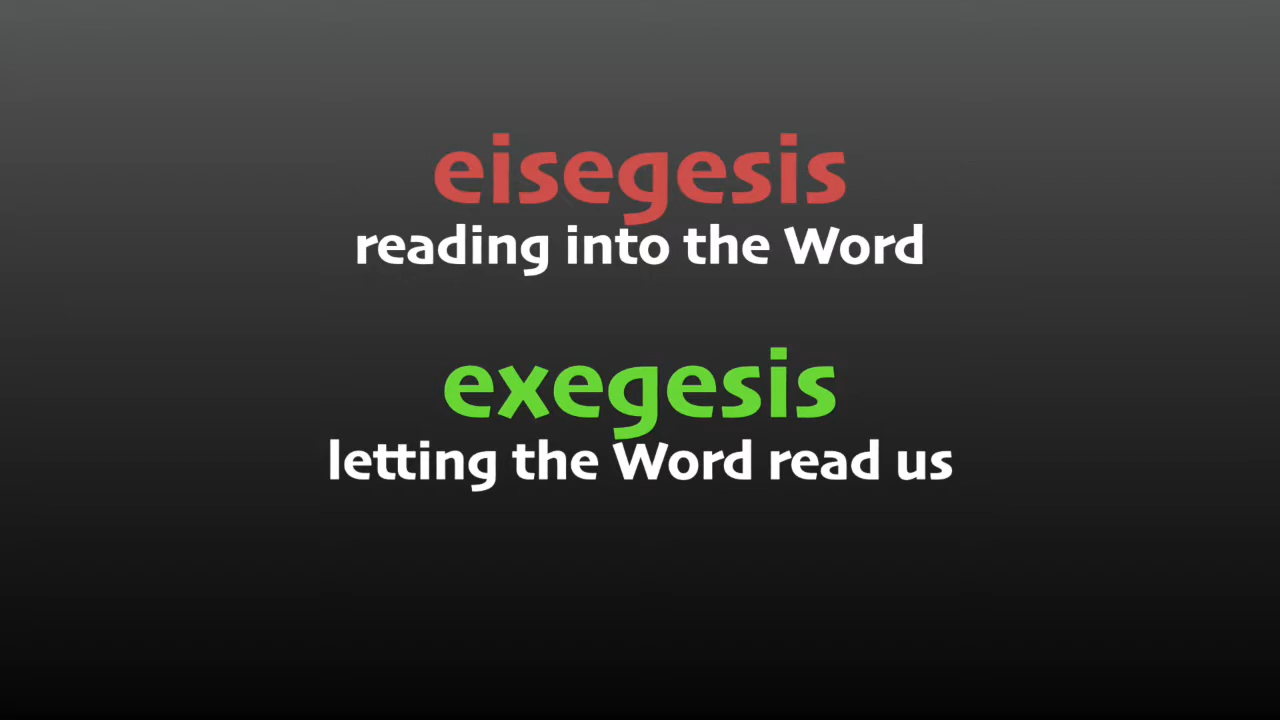 eisegesis
reading into the Word
exegesis
letting the Word read us